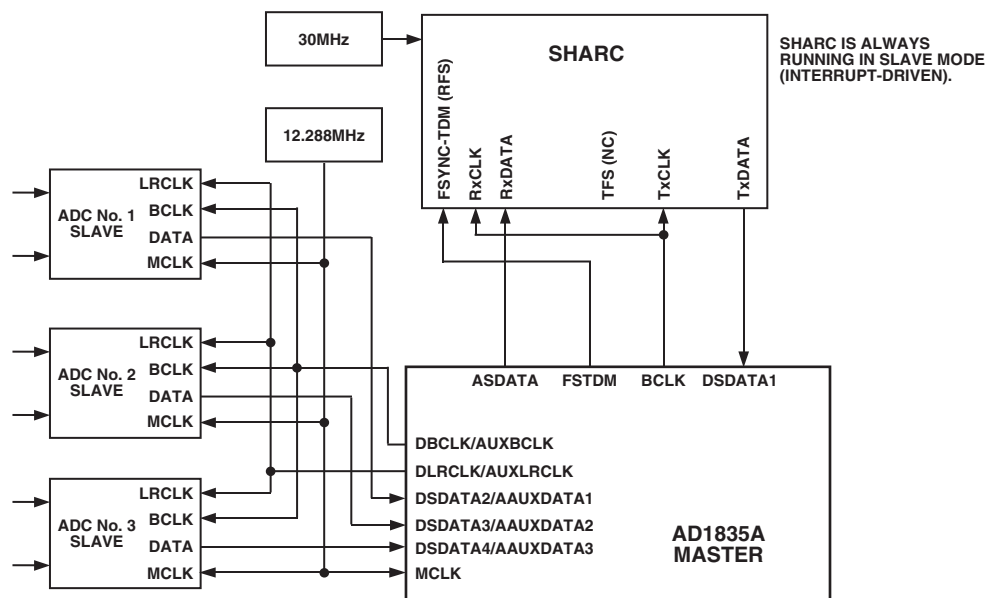 30MHz
SHARC
SHARC IS ALWAYS
RUNNING IN SLAVE MODE
(INTERRUPT-DRIVEN).
FSYNC-TDM (RFS)
RxCLK
RxDATA
TFS (NC)
TxCLK
TxDATA
12.288MHz
ADC No. 1
SLAVE
LRCLK
BCLK
DATA
MCLK
ADC No. 2
SLAVE
LRCLK
BCLK
DATA
MCLK
ADC No. 3
SLAVE
LRCLK
BCLK
DATA
MCLK
ASDATA
FSTDM
BCLK
DSDATA1
DBCLK/AUXBCLK
DLRCLK/AUXLRCLK
DSDATA2/AAUXDATA1
DSDATA3/AAUXDATA2
DSDATA4/AAUXDATA3
MCLK
AD1835A
MASTER